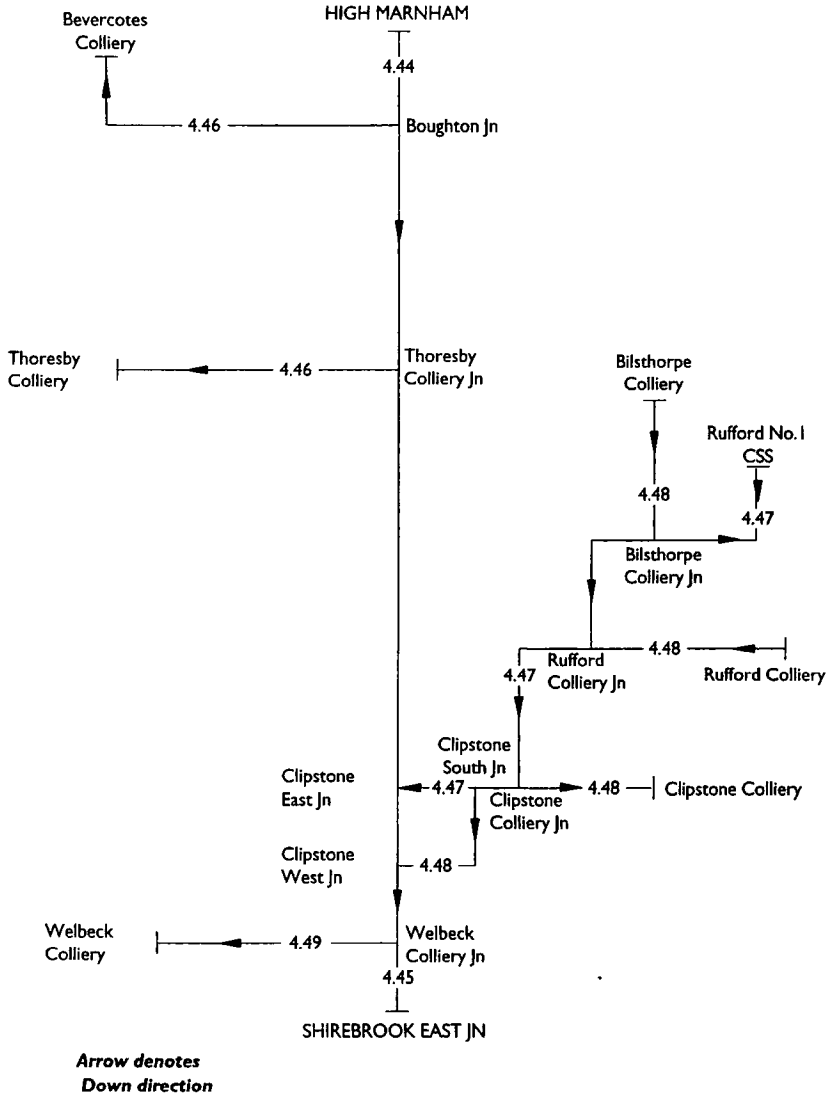 HIGH MARNHAM
Bevercotes
Colliery
4.44
4.46
Boughton Jn
Thoresby
Colliery
4.46
Thoresby
Colliery Jn
Bilsthorpe
Colliery
Rufford No.1
CSS
4.48
4.47
Bilsthorpe
Colliery Jn
4.48
Rufford
Colliery Jn
Rufford Colliery
4.47
Clipstone
South Jn
Clipstone
East Jn
4.47
4.48
Clipstone Colliery
Clipstone
Colliery Jn
Clipstone
West Jn
4.48
Welbeck
Colliery
4.49
Welbeck
Colliery Jn
4.45
SHIREBROOK EAST JN
Arrow denotes
Down direction